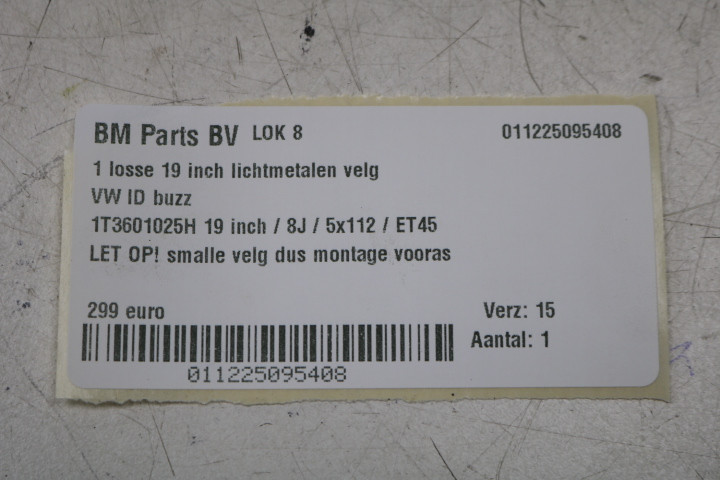 BM Parts BV LOK 8 011225095408
1 losse 19 inch lichtmetalen velg
VW ID buzz
1T3601025H 19 inch / 8J / 5x112 / ET45
LET OP! smalle velg dus montage vooras
299 euro Verz: 15
Aantal: 1
011225095408